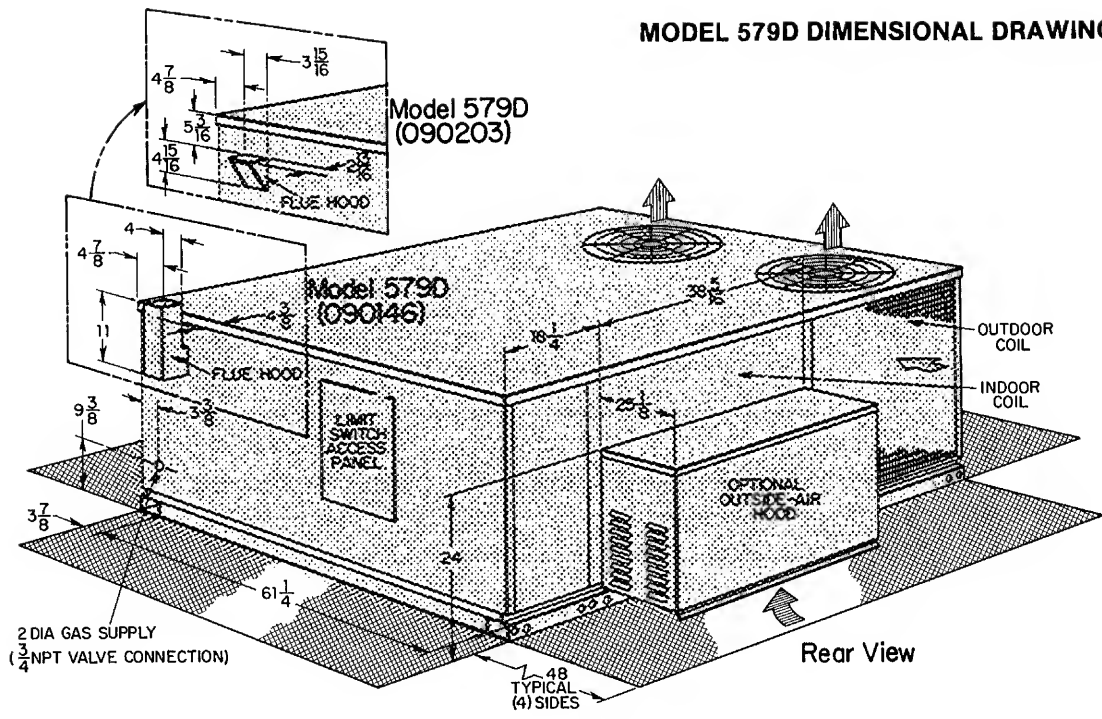 MODEL 579D DIMENSIONAL DRAWING
3 15/16
4 7/8
5 3/16
4 15/16
Model 579D
(090203)
FLUE HOOD
4
4 7/8
11
Model 579D
(090146)
4 3/8
FLUE HOOD
3 3/8
9 3/8
LIMIT
SWITCH
ACCESS
PANEL
18 1/4
38 5/16
25 1/8
OUTDOOR
COIL
INDOOR
COIL
OPTIONAL
OUTSIDE-AIR
HOOD
24
3 7/8
61 1/4
2 DIA GAS SUPPLY
(3/4 NPT VALVE CONNECTION)
48
TYPICAL
(4) SIDES
Rear View